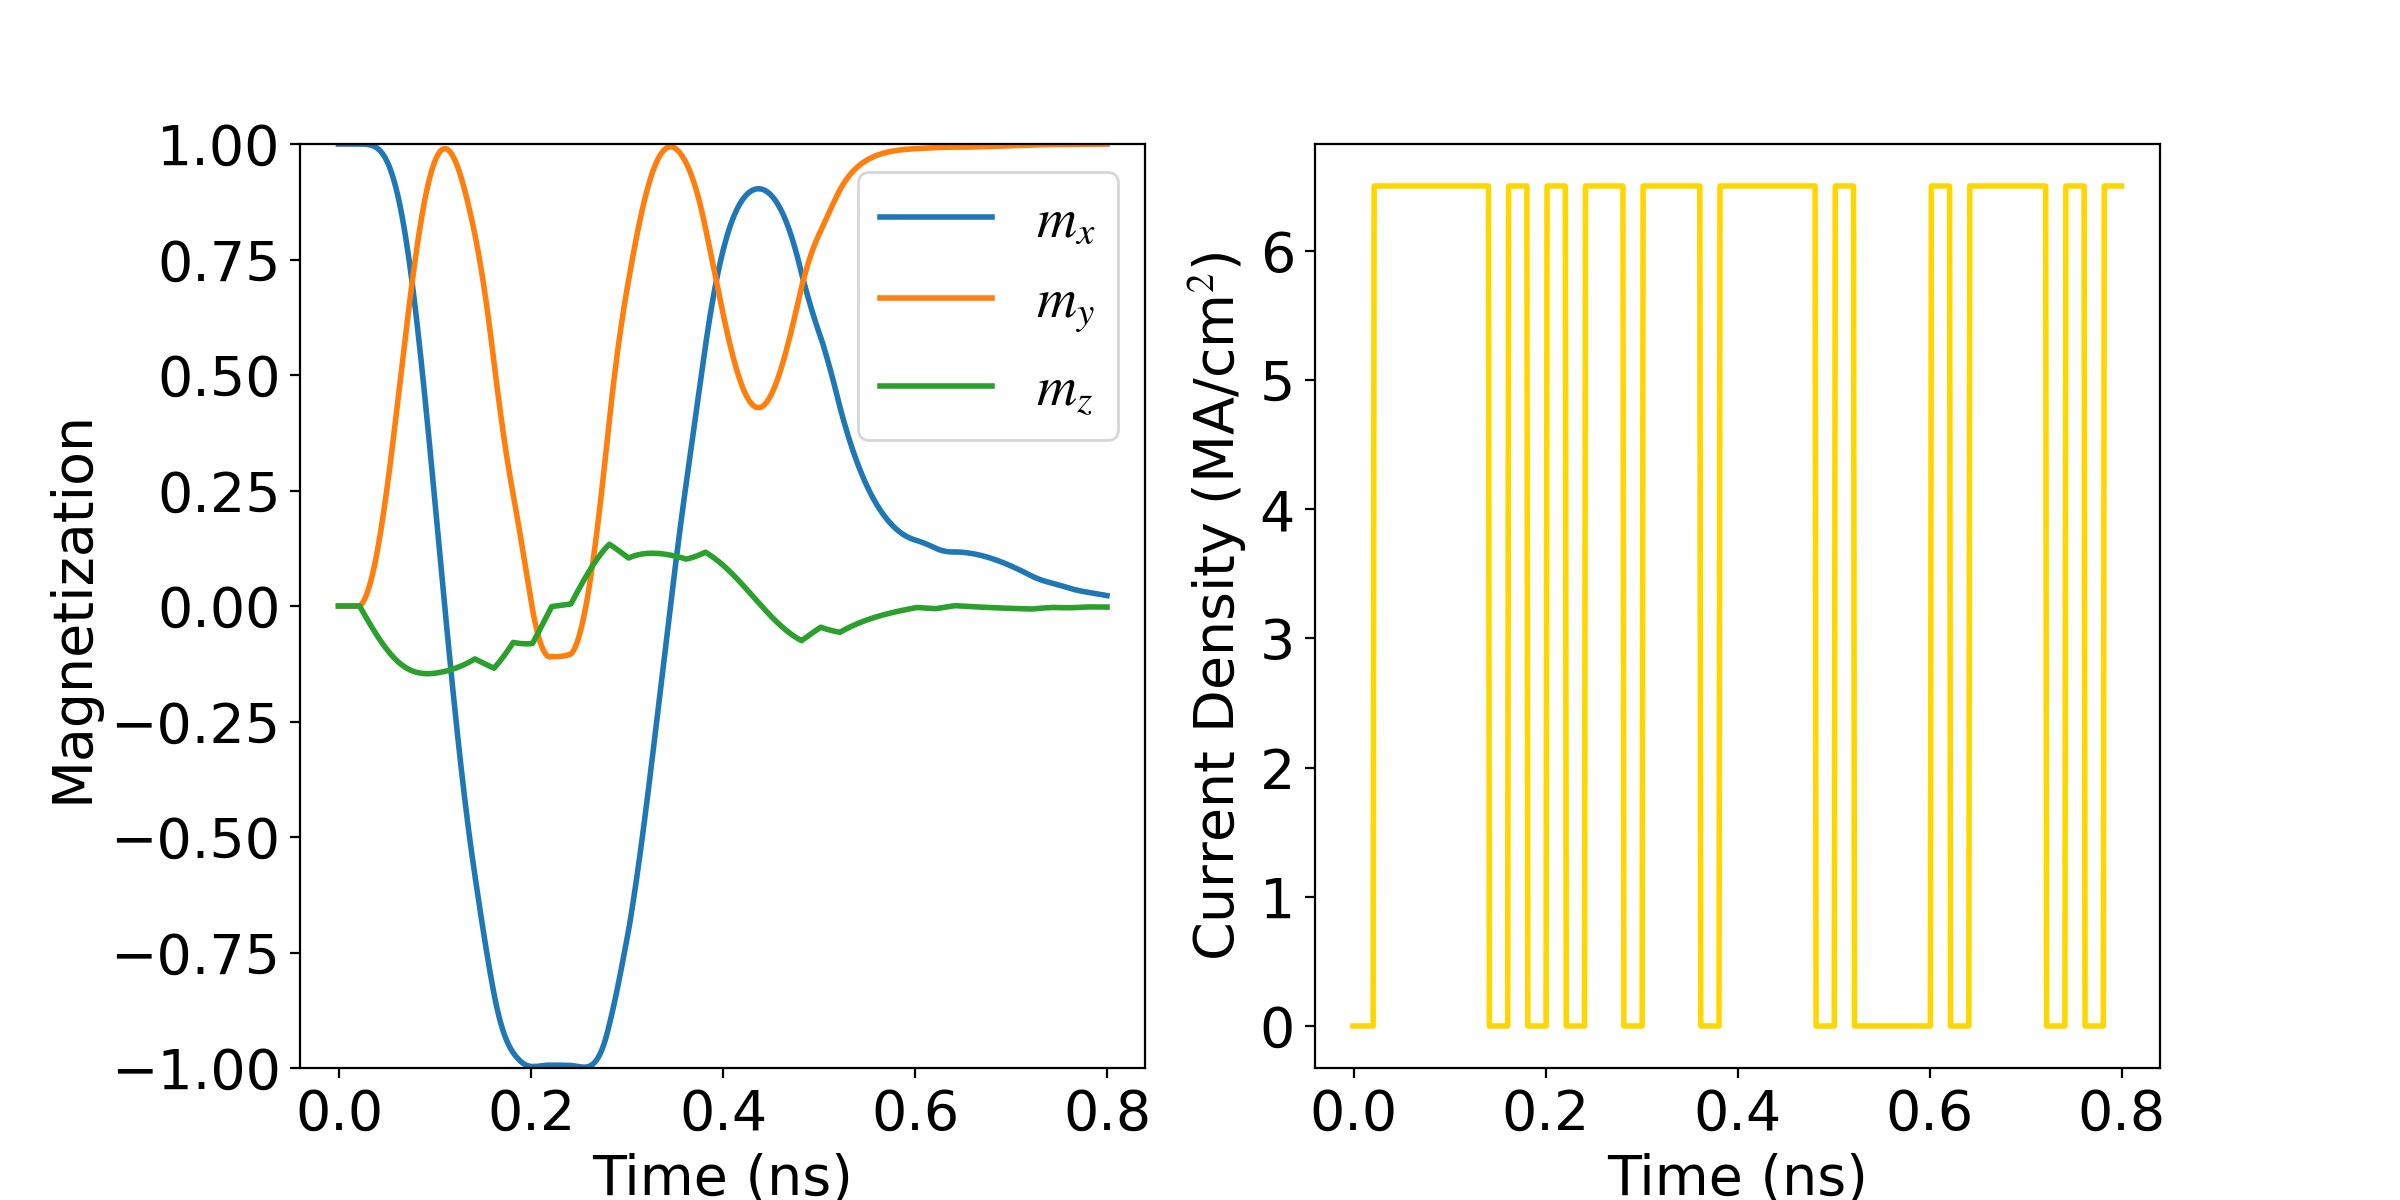 Magnetization
1.00
0.75
0.50
0.25
0.00
−0.25
−0.50
−0.75
−1.00
0.0 0.2 0.4 0.6 0.8
Time (ns)
m_x
m_y
m_z
Current Density (MA/cm²)
6
5
4
3
2
1
0
0.0 0.2 0.4 0.6 0.8
Time (ns)